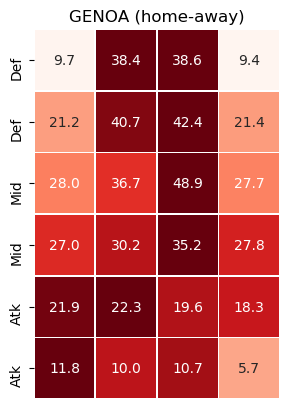 GENOA (home-away)
Def 9.7 38.4 38.6 9.4
Def 21.2 40.7 42.4 21.4
Mid 28.0 36.7 48.9 27.7
Mid 27.0 30.2 35.2 27.8
Atk 21.9 22.3 19.6 18.3
Atk 11.8 10.0 10.7 5.7